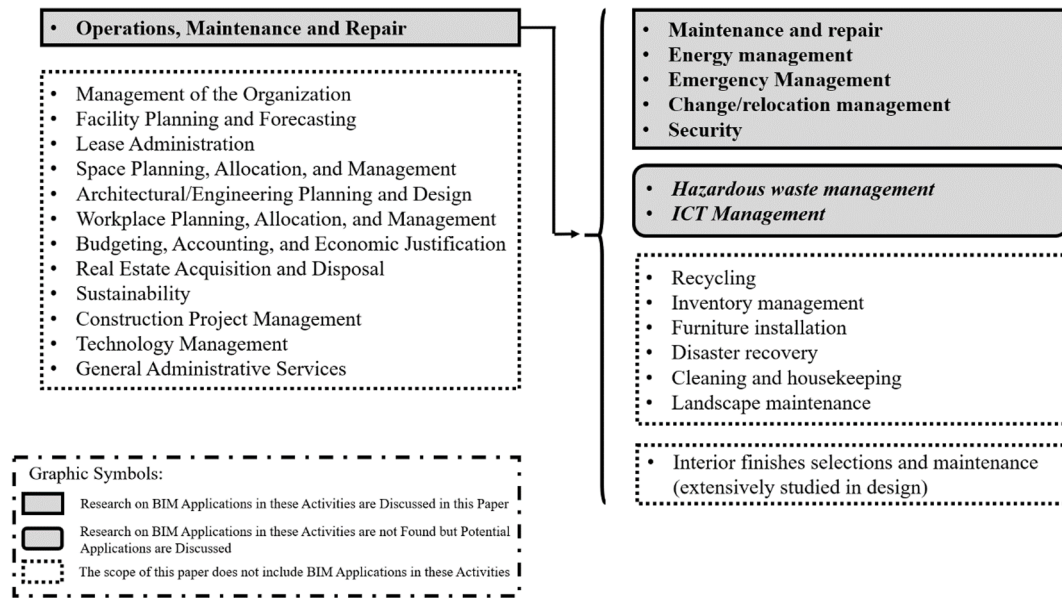 • Operations, Maintenance and Repair
• Management of the Organization
• Facility Planning and Forecasting
• Lease Administration
• Space Planning, Allocation, and Management
• Architectural/Engineering Planning and Design
• Workplace Planning, Allocation, and Management
• Budgeting, Accounting, and Economic Justification
• Real Estate Acquisition and Disposal
• Sustainability
• Construction Project Management
• Technology Management
• General Administrative Services
• Maintenance and repair
• Energy management
• Emergency Management
• Change/relocation management
• Security
• Hazardous waste management
• ICT Management
• Recycling
• Inventory management
• Furniture installation
• Disaster recovery
• Cleaning and housekeeping
• Landscape maintenance
• Interior finishes selections and maintenance
(extensively studied in design)
Graphic Symbols:
Research on BIM Applications in these Activities are Discussed in this Paper
Research on BIM Applications in these Activities are not Found but Potential
Applications are Discussed
The scope of this paper does not include BIM Applications in these Activities